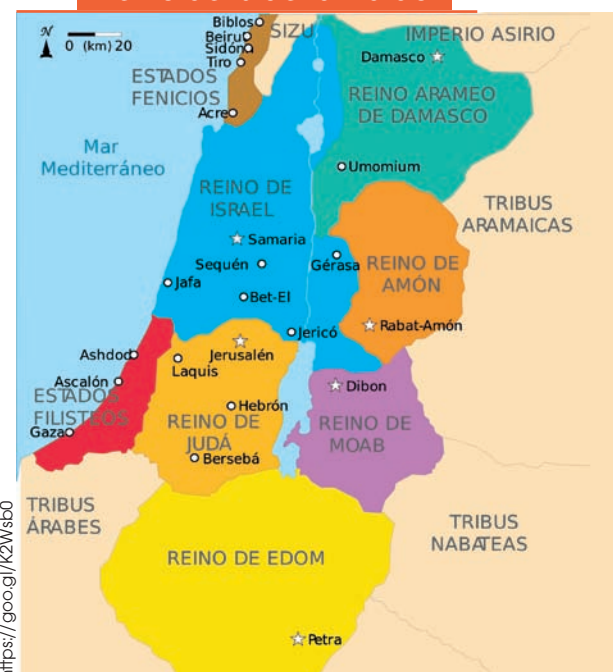 N
0 (km) 20
Biblos
Beirut
Sidón
Tiro
SIZU
IMPERIO ASIRIO
Damasco
ESTADOS
FENICIOS
REINO ARAMEO
DE DAMASCO
Acre
Mar
Mediterráneo
Umomium
REINO DE
ISRAEL
TRIBUS
ARAMAICAS
Samaria
Sequén
Gérasa
REINO DE
AMÓN
Jafa
Bet-El
Jericó
Rabat-Amón
Ashdod
Jerusalén
Laquis
Ascalón
ESTADOS
FILISTEOS
Dibon
Hebrón
Gaza
REINO DE
JUDÁ
REINO DE
MOAB
Bersebá
TRIBUS
ÁRABES
TRIBUS
NABATEAS
REINO DE EDOM
Petra
https://goo.gl/K2Wsb0